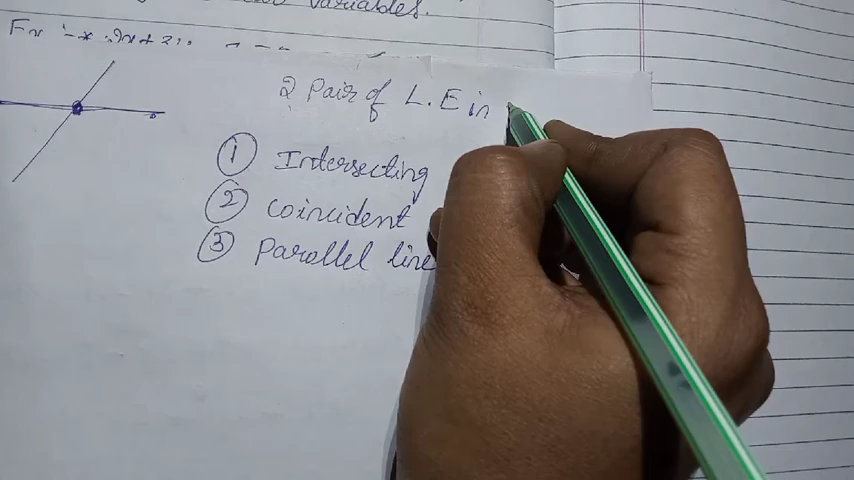 variables.
2 Pair of L.E in
① Intersecting
② coincident
③ Parallel line